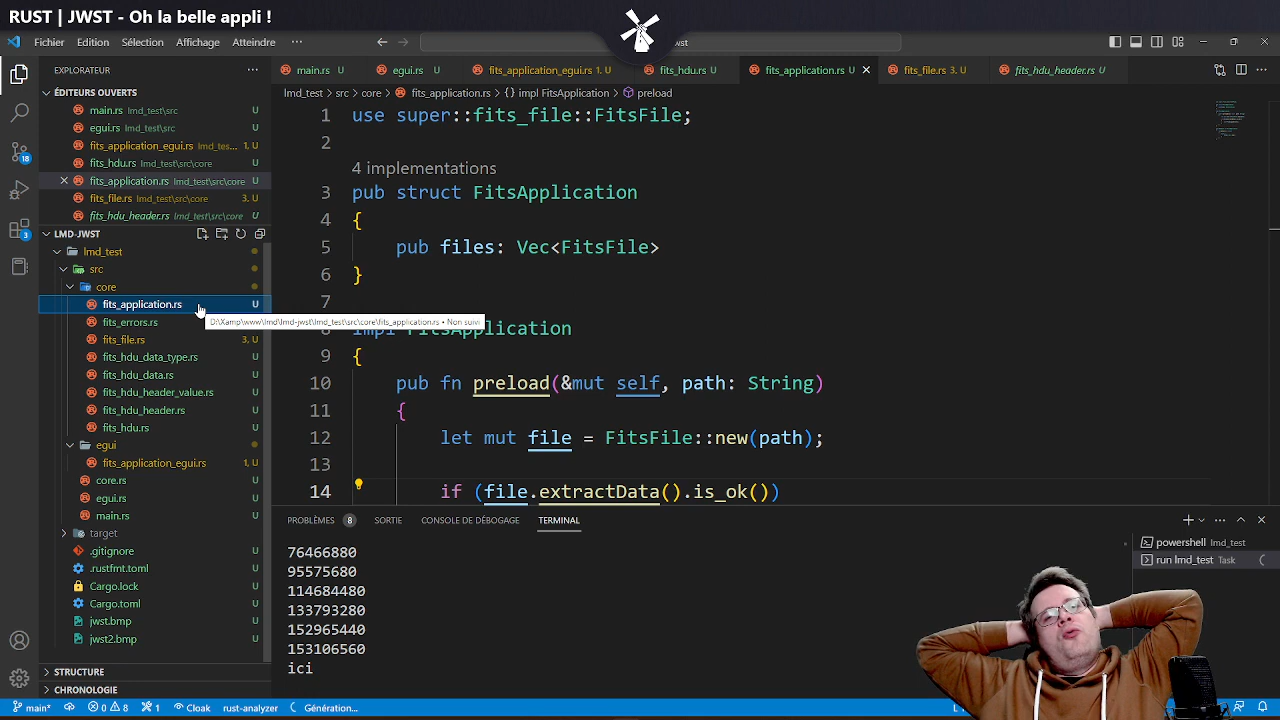 RUST | JWST - Oh la belle appli !
Fichier Edition Sélection Affichage Atteindre ···
wst
EXPLORATEUR ···
main.rs U egui.rs U fits_application_egui.rs 1, U fits_hdu.rs U fits_application.rs U fits_file.rs 3, U fits_hdu_header.rs U
ÉDITEURS OUVERTS
main.rs lmd_test\src U
egui.rs lmd_test\src U
fits_application_egui.rs lmd_tes... 1, U
fits_hdu.rs lmd_test\src\core U
fits_application.rs lmd_test\src\core U
fits_file.rs lmd_test\src\core 3, U
fits_hdu_header.rs lmd_test\src\core U
LMD-JWST
lmd_test
src
core
fits_application.rs U
D:\Xamp\www\lmd\lmd-jwst\lmd_test\src\core\fits_application.rs • Non suivi
fits_errors.rs U
fits_file.rs 3, U
fits_hdu_data_type.rs U
fits_hdu_data.rs U
fits_hdu_header_value.rs U
fits_hdu_header.rs U
fits_hdu.rs U
egui
fits_application_egui.rs 1, U
core.rs U
egui.rs U
main.rs U
target
.gitignore U
.rustfmt.toml U
Cargo.lock U
Cargo.toml U
jwst.bmp U
jwst2.bmp U
STRUCTURE
CHRONOLOGIE
18
3
lmd_test > src > core > fits_application.rs > {} impl FitsApplication > preload
1 use super::fits_file::FitsFile;
2
4 implementations
3 pub struct FitsApplication
4 {
5 pub files: Vec<FitsFile>
6 }
7
8 impl FitsApplication
9 {
10 pub fn preload(&mut self, path: String)
11 {
12 let mut file = FitsFile::new(path);
13
14 if (file.extractData().is_ok())
PROBLÈMES 8 SORTIE CONSOLE DE DÉBOGAGE TERMINAL
76466880
95575680
114684480
133793280
152965440
153106560
ici
powershell lmd_test
run lmd_test Task
main* 0 8 1 Cloak rust-analyzer Génération...